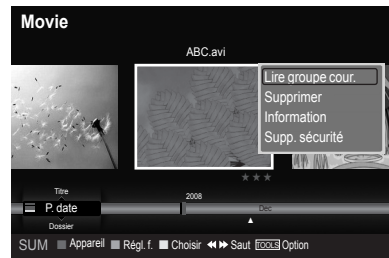 Movie
ABC.avi
Lire groupe cour.
Supprimer
Information
Supp. sécurité
Titre
P. date
Dossier
2008
Dec
SUM Appareil Régl. f. Choisir Saut TOOLS Option